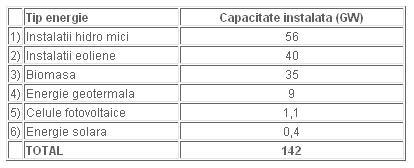 Tip energie Capacitate instalata (GW)
1) Instalatii hidro mici 56
2) Instalatii eoliene 40
3) Biomasa 35
4) Energie geotermala 9
5) Celule fotovoltaice 1,1
6) Energie solara 0,4
TOTAL 142